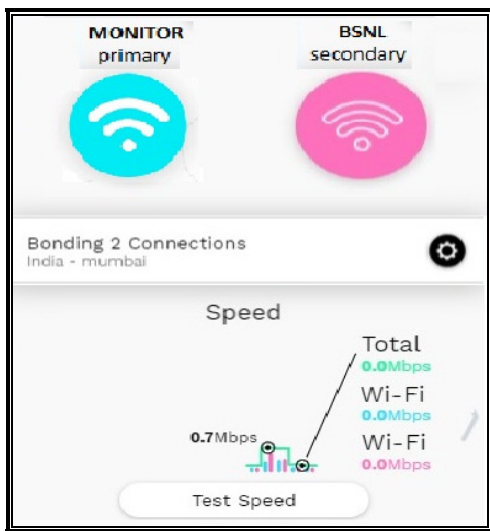 MONITOR
primary
BSNL
secondary
Bonding 2 Connections
India - mumbai
Speed
Total
0.0Mbps
Wi-Fi
0.0Mbps
Wi-Fi
0.0Mbps
0.7Mbps
Test Speed